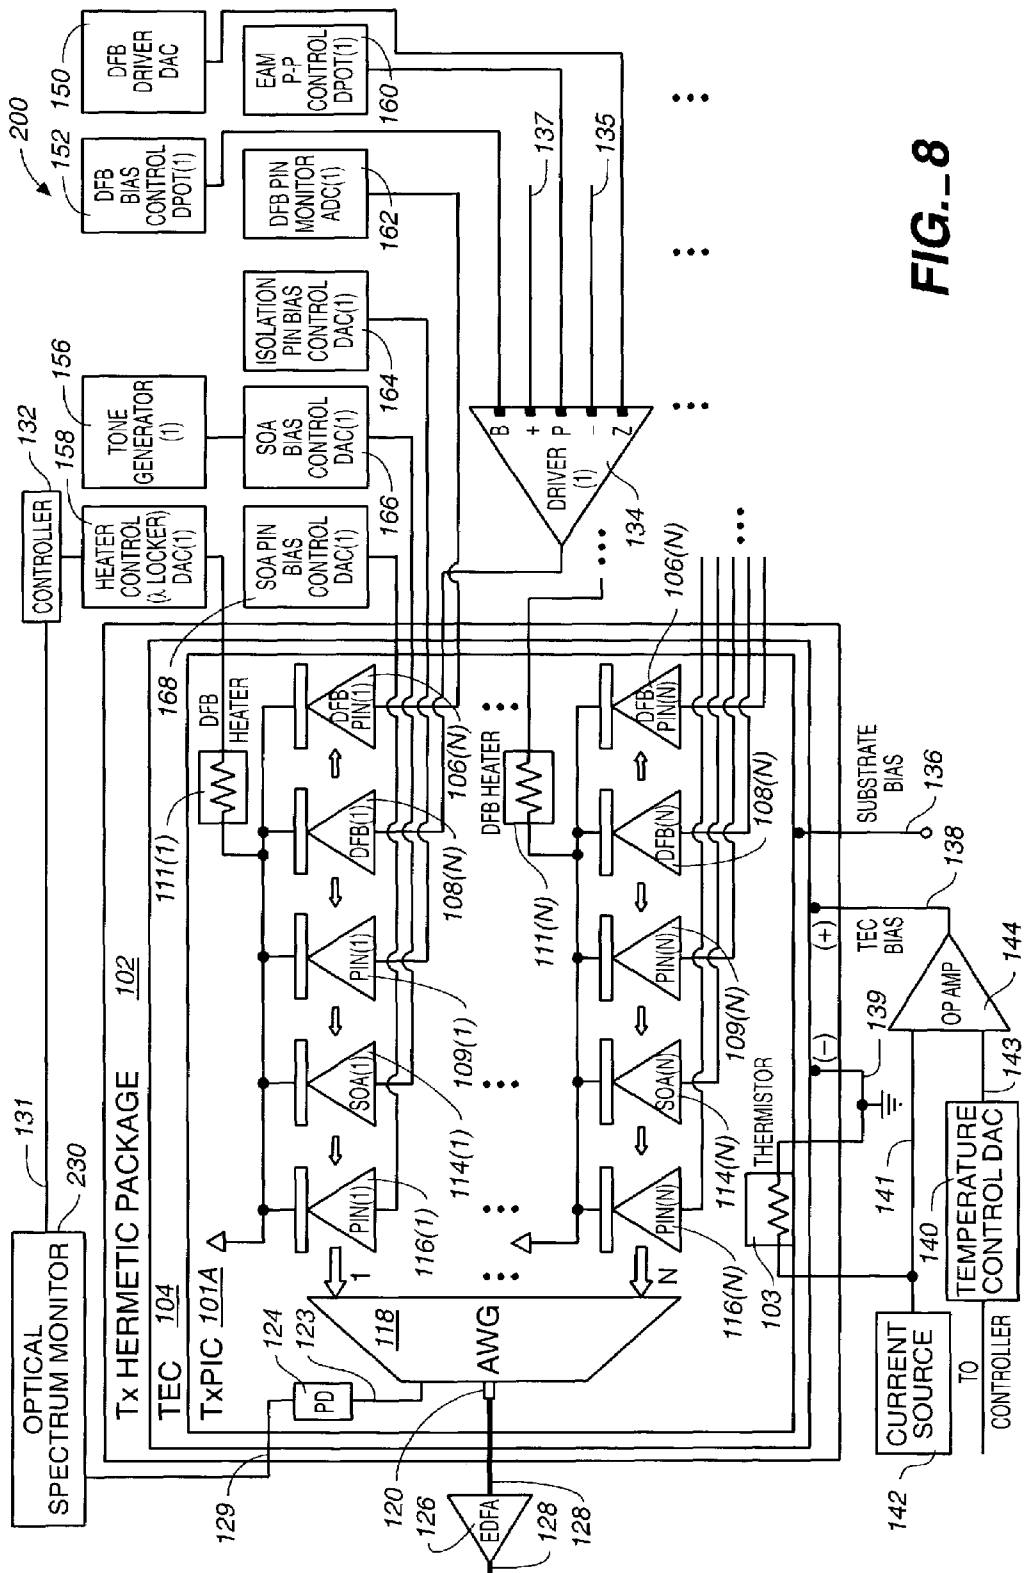 200
150
DFB
DRIVER
DAC
152
DFB
BIAS
CONTROL
DPOT(1)
156
TONE
GENERATOR
(1)
132
CONTROLLER
158
HEATER
CONTROL
(λ LOCKER)
DAC(1)
131
230
OPTICAL
SPECTRUM MONITOR
EAM
P-P
CONTROL
DPOT(1)
160
DFB PIN
MONITOR
ADC(1)
162
ISOLATION
PIN BIAS
CONTROL
DAC(1)
164
SOA
BIAS
CONTROL
DAC(1)
166
SOA PIN
BIAS
CONTROL
DAC(1)
168
Tx HERMETIC PACKAGE 102
TEC 104
TxPIC 101A
111(1)
DFB
HEATER
PIN(1)
SOA(1)
PIN(1)
DFB(1)
DFB
PIN(1)
116(1)
114(1)
109(1)
108(N)
106(N)
137
135
B
+
P
-
Z
DRIVER
(1)
134
129
124
PD
123
118
AWG
1
N
120
126
EDFA
128
128
DFB HEATER
111(N)
PIN(N)
SOA(N)
PIN(N)
DFB(N)
DFB
PIN(N)
116(N)
114(N)
109(N)
108(N)
106(N)
THERMISTOR
103
(-)
(+)
139
TEC
BIAS
138
SUBSTRATE
BIAS
136
141
OP AMP
144
143
140
TEMPERATURE
CONTROL DAC
142
CURRENT
SOURCE
TO
CONTROLLER
FIG._8